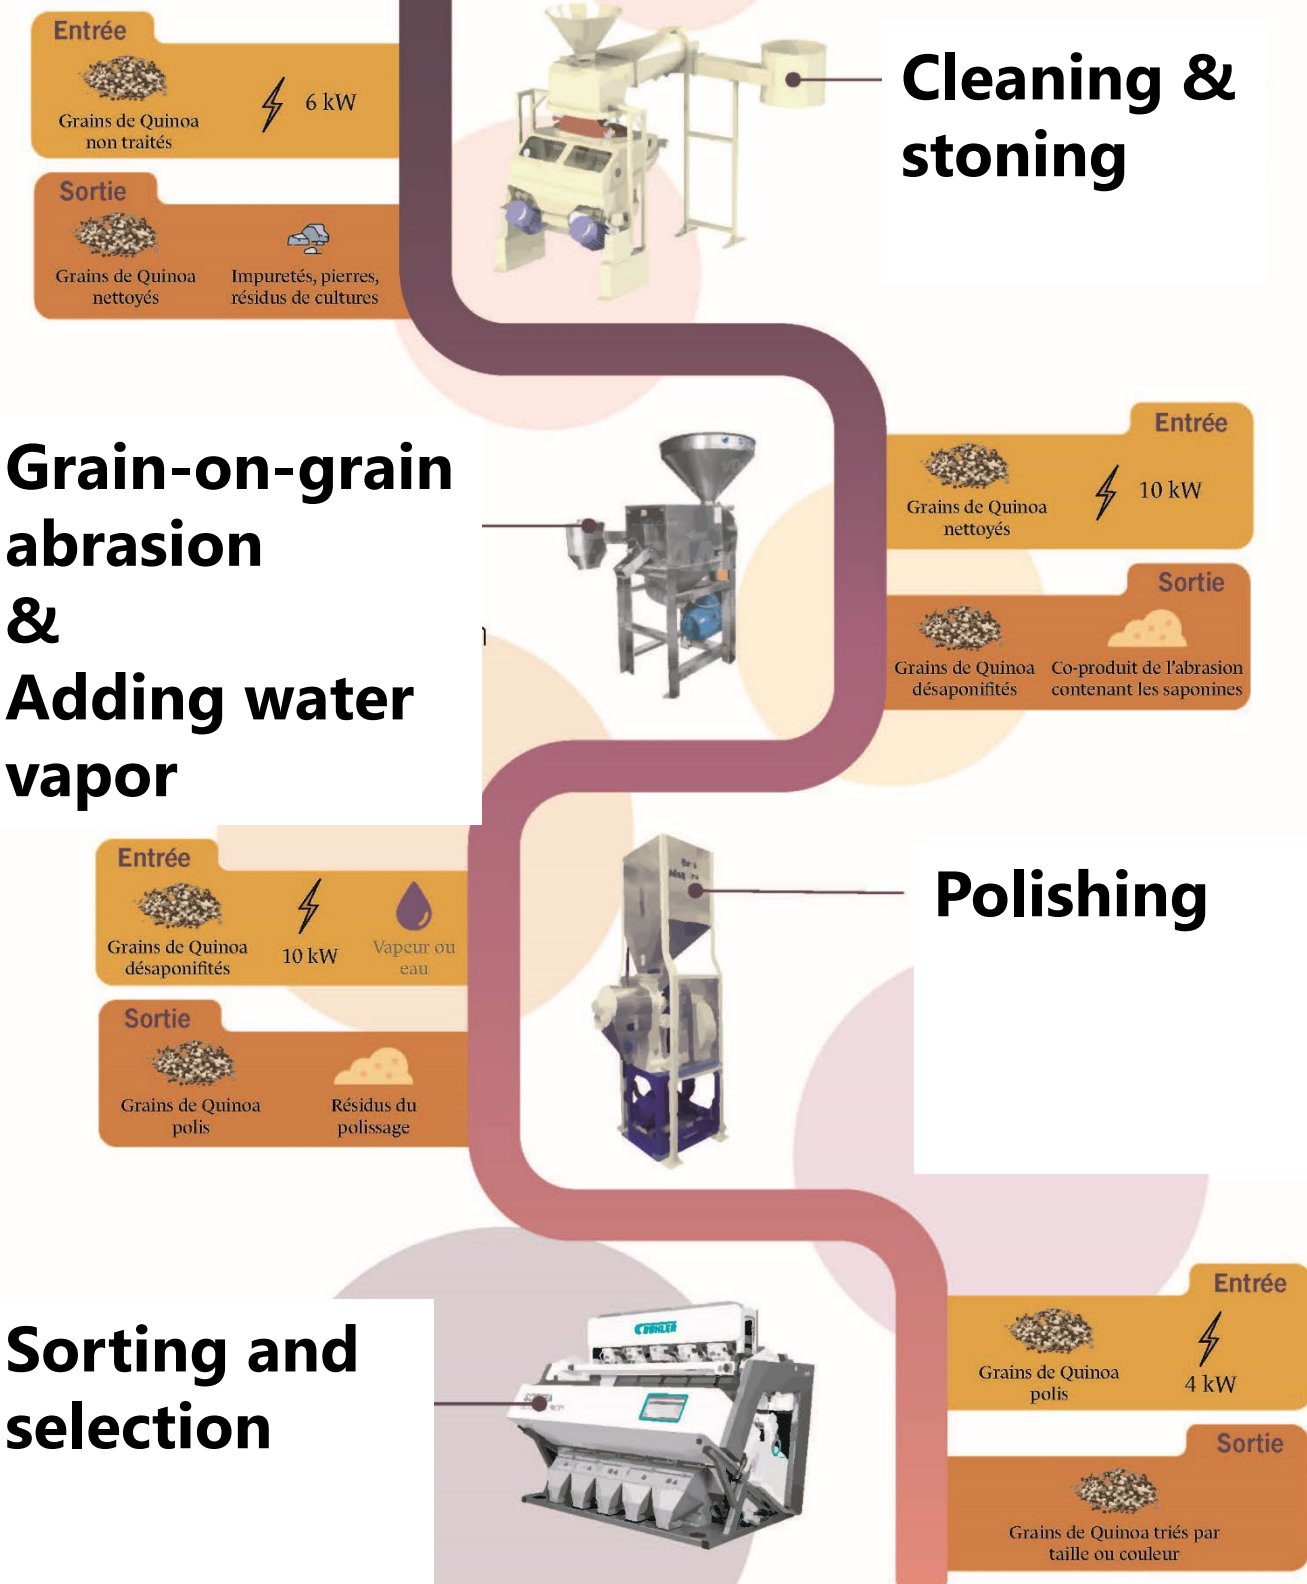 Entrée
Grains de Quinoa
non traités
6 kW
Sortie
Grains de Quinoa
nettoyés
Impuretés, pierres,
résidus de cultures
Cleaning &
stoning
Grain-on-grain
abrasion
&
Adding water
vapor
Entrée
Grains de Quinoa
nettoyés
10 kW
Sortie
Grains de Quinoa
désaponifités
Co-produit de l'abrasion
contenant les saponines
Entrée
Grains de Quinoa
désaponifités
10 kW
Vapeur ou
eau
Sortie
Grains de Quinoa
polis
Résidus du
polissage
Polishing
Sorting and
selection
BÜHLER
Entrée
Grains de Quinoa
polis
4 kW
Sortie
Grains de Quinoa triés par
taille ou couleur